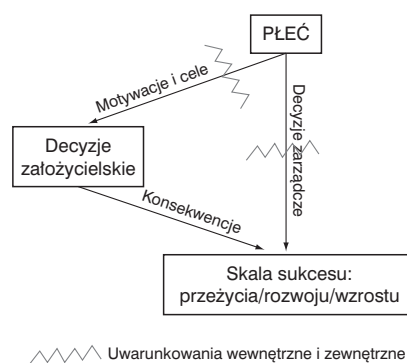 PŁEĆ
Motywacje i cele
Decyzje zarządcze
Decyzje
założycielskie
Konsekwencje
Skala sukcesu:
przeżycia/rozwoju/wzrostu
Uwarunkowania wewnętrzne i zewnętrzne